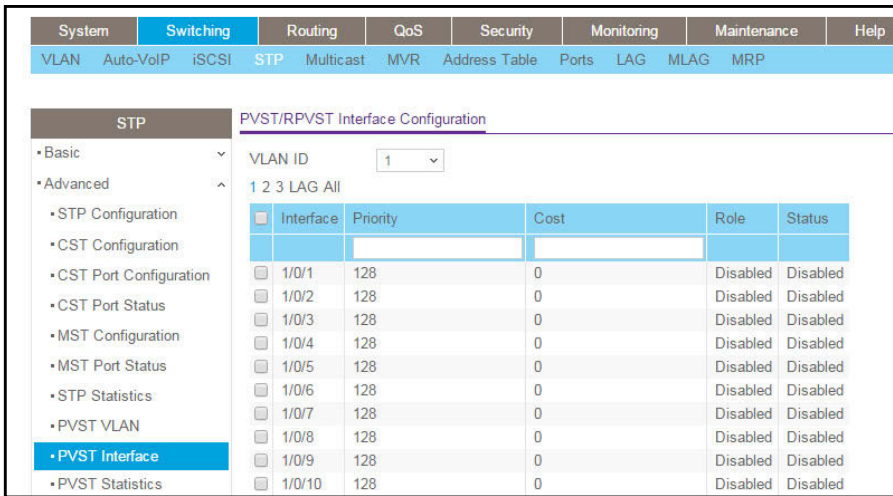 System Switching Routing QoS Security Monitoring Maintenance Help
VLAN Auto-VoIP iSCSI STP Multicast MVR Address Table Ports LAG MLAG MRP
STP
Basic
Advanced
STP Configuration
CST Configuration
CST Port Configuration
CST Port Status
MST Configuration
MST Port Status
STP Statistics
PVST VLAN
PVST Interface
PVST Statistics
PVST/RPVST Interface Configuration
VLAN ID 1
1 2 3 LAG All
Interface Priority Cost Role Status
1/0/1 128 0 Disabled Disabled
1/0/2 128 0 Disabled Disabled
1/0/3 128 0 Disabled Disabled
1/0/4 128 0 Disabled Disabled
1/0/5 128 0 Disabled Disabled
1/0/6 128 0 Disabled Disabled
1/0/7 128 0 Disabled Disabled
1/0/8 128 0 Disabled Disabled
1/0/9 128 0 Disabled Disabled
1/0/10 128 0 Disabled Disabled